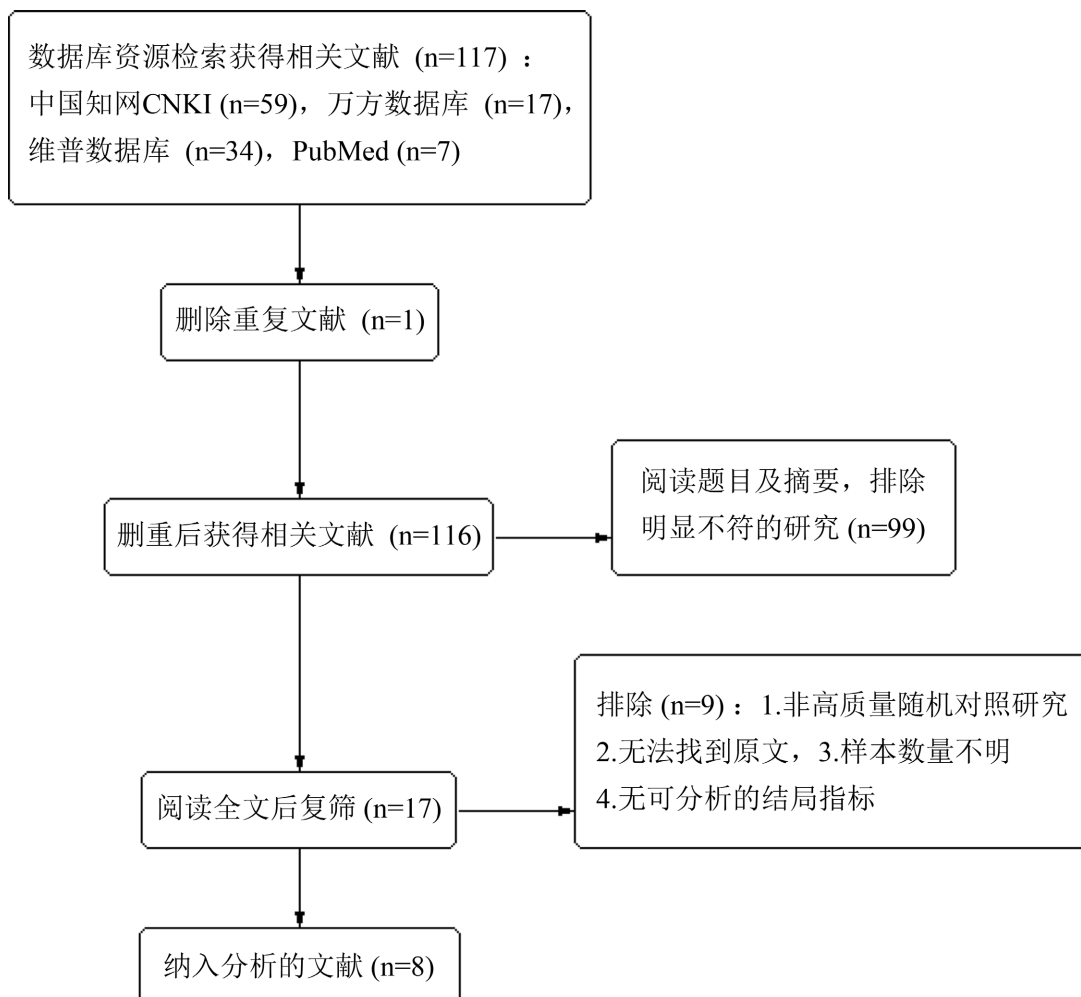 数据库资源检索获得相关文献 (n=117) ：
中国知网CNKI (n=59)，万方数据库 (n=17)，
维普数据库 (n=34)，PubMed (n=7)
删除重复文献 (n=1)
删重后获得相关文献 (n=116)
阅读题目及摘要，排除
明显不符的研究 (n=99)
阅读全文后复筛 (n=17)
排除 (n=9) ：1.非高质量随机对照研究
2.无法找到原文，3.样本数量不明
4.无可分析的结局指标
纳入分析的文献 (n=8)